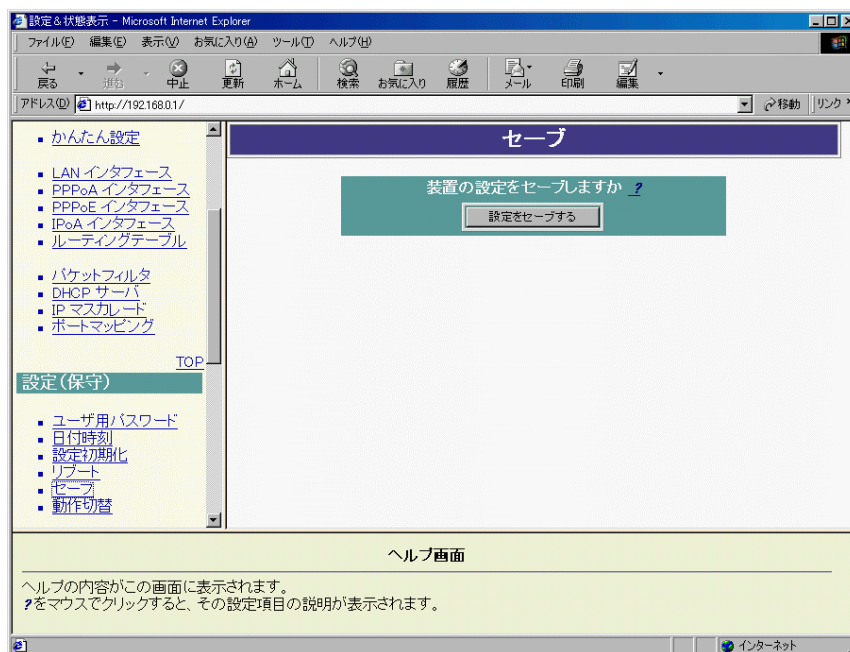 設定&状態表示 - Microsoft Internet Explorer
ファイル(F) 編集(E) 表示(V) お気に入り(A) ツール(T) ヘルプ(H)
戻る 進む 中止 更新 ホーム 検索 お気に入り 履歴 メール 印刷 編集
アドレス(D) http://192.168.0.1/ 移動 リンク »
かんたん設定
LAN インタフェース
PPPoA インタフェース
PPPoE インタフェース
IPoA インタフェース
ルーティングテーブル
パケットフィルタ
DHCP サーバ
IP マスカレード
ポートマッピング
TOP
設定(保守)
ユーザ用パスワード
日付時刻
設定初期化
リブート
セーブ
動作切替
セーブ
装置の設定をセーブしますか ?
設定をセーブする
ヘルプ画面
ヘルプの内容がこの画面に表示されます。
?をマウスでクリックすると、その設定項目の説明が表示されます。
インターネット